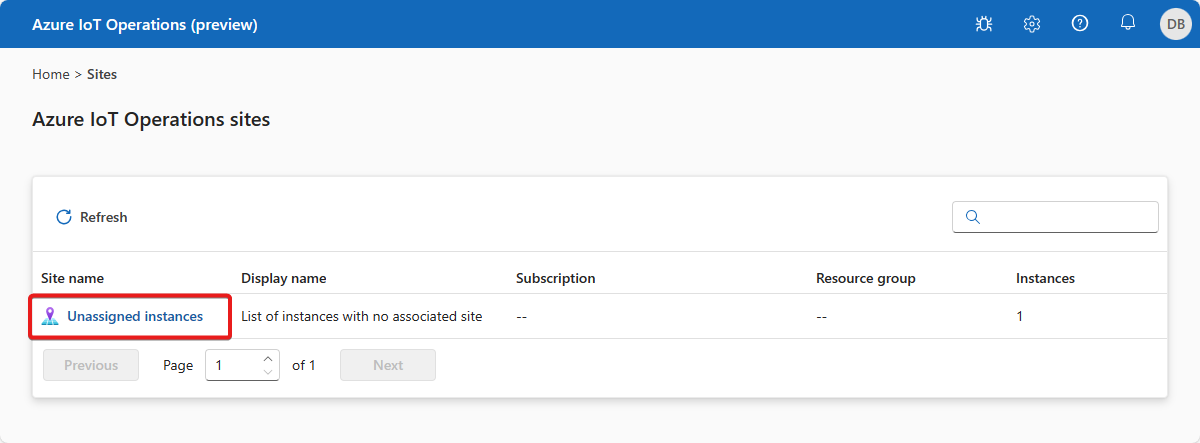 Azure IoT Operations (preview)
DB
Home > Sites
Azure IoT Operations sites
Refresh
Site name Display name Subscription Resource group Instances
Unassigned instances List of instances with no associated site -- -- 1
Previous Page 1 of 1 Next